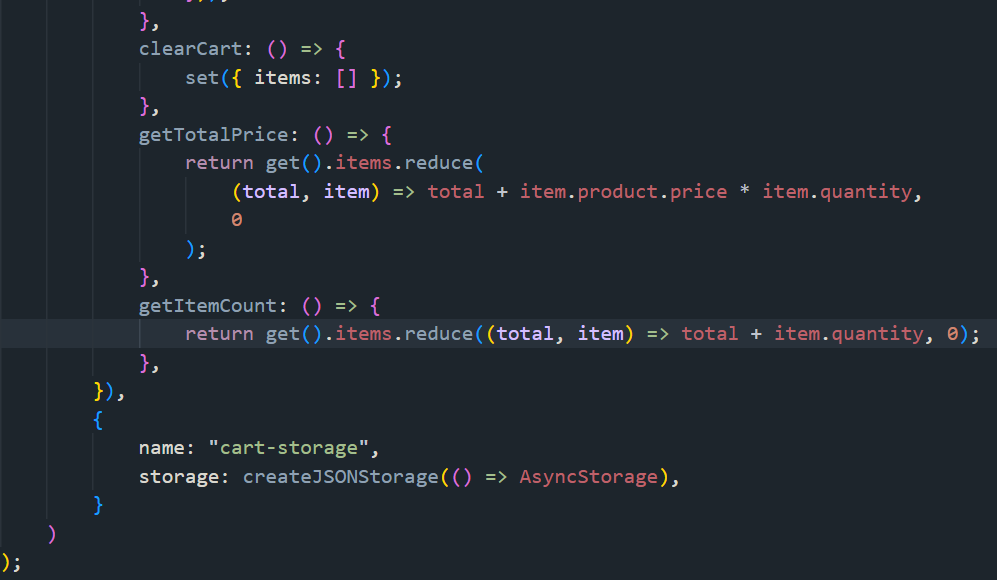 },
clearCart: () => {
set({ items: [] });
},
getTotalPrice: () => {
return get().items.reduce(
(total, item) => total + item.product.price * item.quantity,
0
);
},
getItemCount: () => {
return get().items.reduce((total, item) => total + item.quantity, 0);
},
}),
{
name: "cart-storage",
storage: createJSONStorage(() => AsyncStorage),
}
)
);